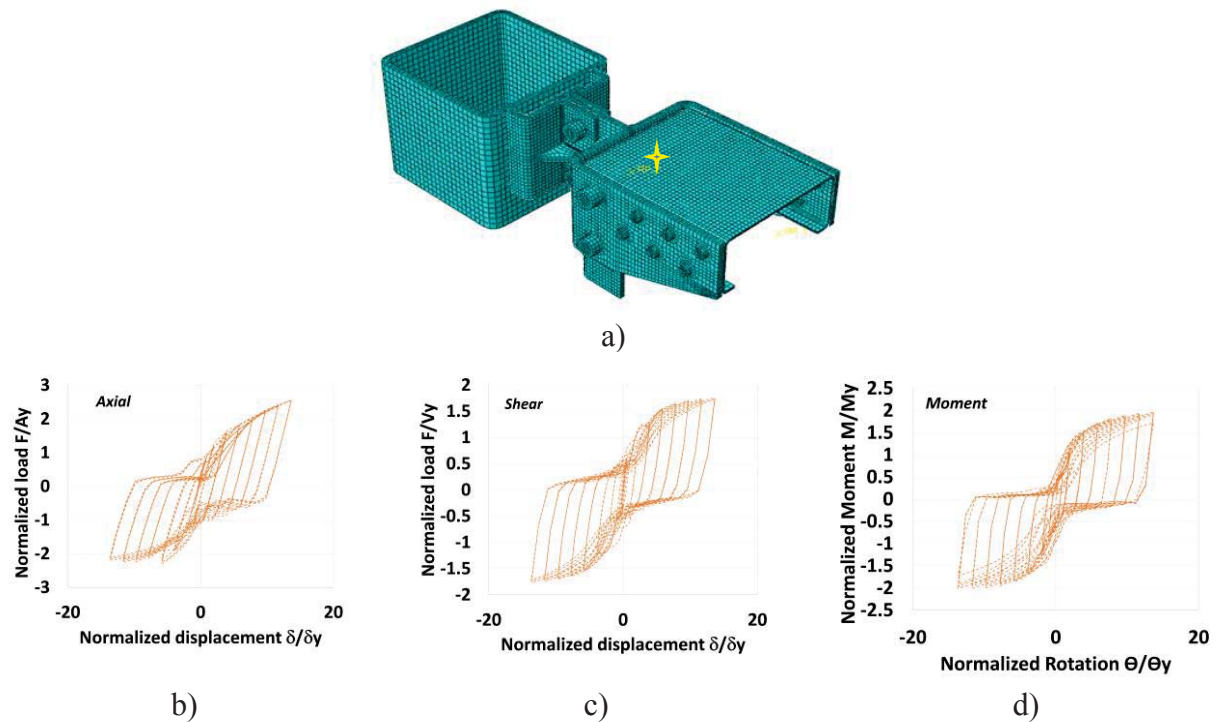 a)
Axial
Normalized load F/Ay
3
2
1
0
-1
-2
-3
-20
0
20
Normalized displacement δ/δy
b)
Shear
Normalized load F/Vy
2
1.5
1
0.5
0
-0.5
-1
-1.5
-2
-20
0
20
Normalized displacement δ/δy
c)
Moment
Normalized Moment M/My
2.5
2
1.5
1
0.5
0
-0.5
-1
-1.5
-2
-2.5
-20
0
20
Normalized Rotation Θ/Θy
d)